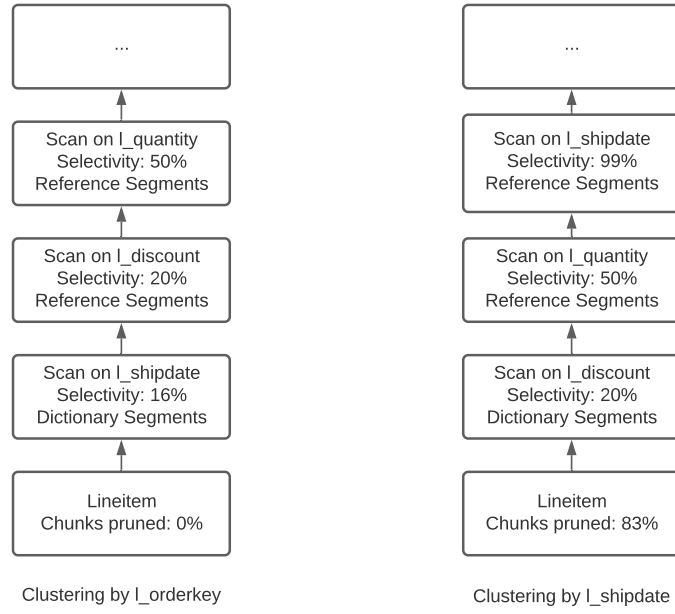 ...
Scan on l_quantity
Selectivity: 50%
Reference Segments
Scan on l_discount
Selectivity: 20%
Reference Segments
Scan on l_shipdate
Selectivity: 16%
Dictionary Segments
Lineitem
Chunks pruned: 0%
Clustering by l_orderkey
...
Scan on l_shipdate
Selectivity: 99%
Reference Segments
Scan on l_quantity
Selectivity: 50%
Reference Segments
Scan on l_discount
Selectivity: 20%
Dictionary Segments
Lineitem
Chunks pruned: 83%
Clustering by l_shipdate